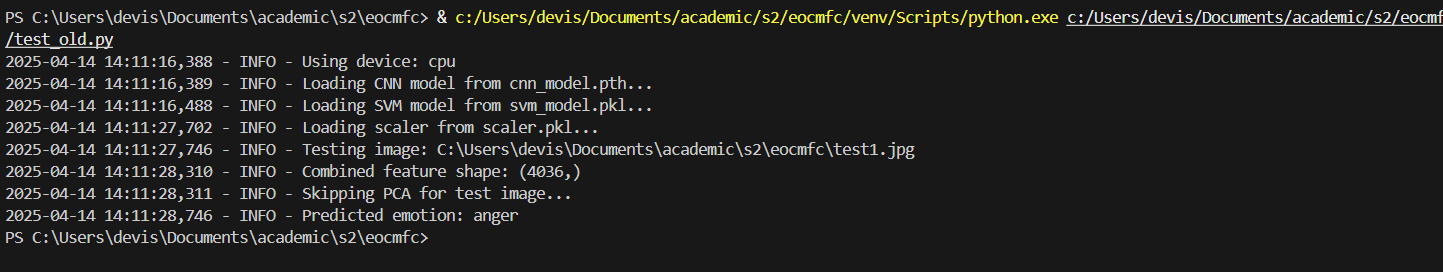 PS C:\Users\devis\Documents\academic\s2\eocmfc> & c:/Users/devis/Documents/academic/s2/eocmfc/venv/Scripts/python.exe c:/Users/devis/Documents/academic/s2/eocmf
/test_old.py
2025-04-14 14:11:16,388 - INFO - Using device: cpu
2025-04-14 14:11:16,389 - INFO - Loading CNN model from cnn_model.pth...
2025-04-14 14:11:16,488 - INFO - Loading SVM model from svm_model.pkl...
2025-04-14 14:11:27,702 - INFO - Loading scaler from scaler.pkl...
2025-04-14 14:11:27,746 - INFO - Testing image: C:\Users\devis\Documents\academic\s2\eocmfc\test1.jpg
2025-04-14 14:11:28,310 - INFO - Combined feature shape: (4036,)
2025-04-14 14:11:28,311 - INFO - Skipping PCA for test image...
2025-04-14 14:11:28,746 - INFO - Predicted emotion: anger
PS C:\Users\devis\Documents\academic\s2\eocmfc>